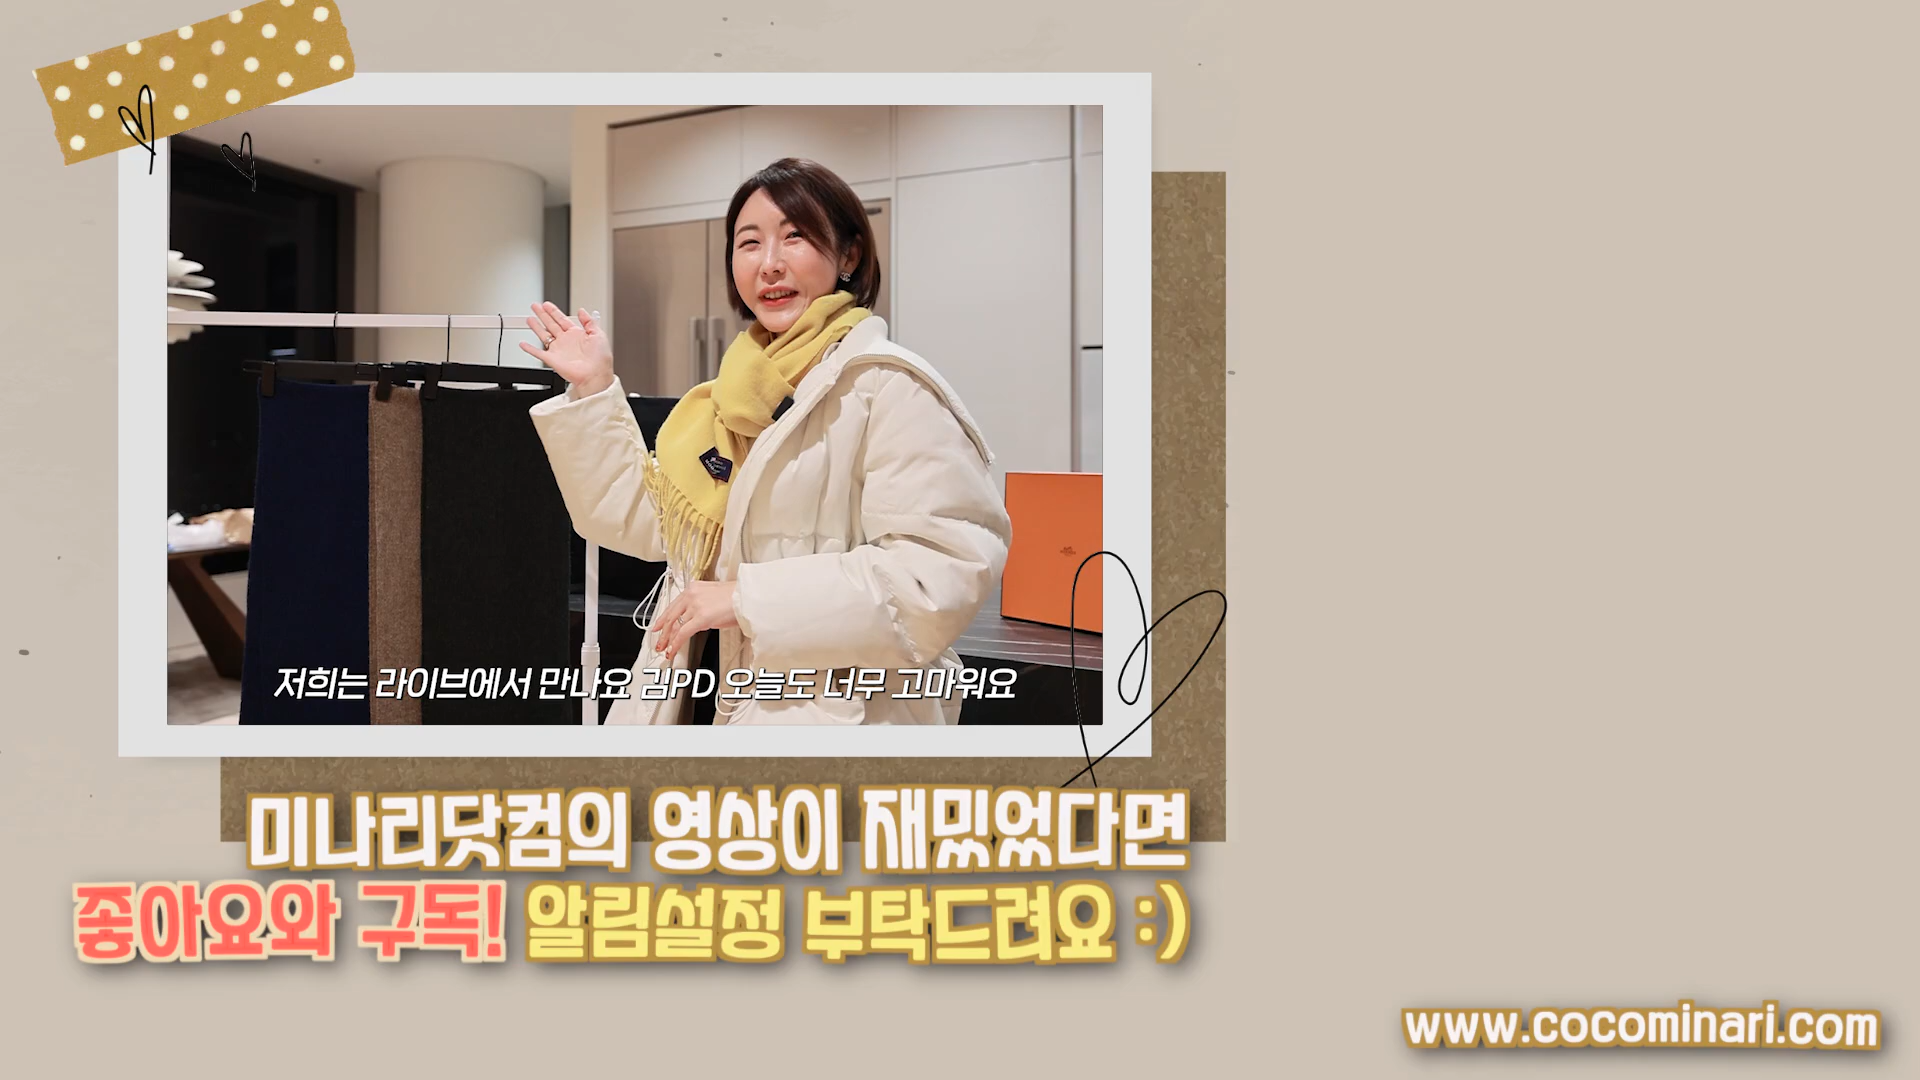 저희는 라이브에서 만나요 김PD 오늘도 너무 고마워요
미나리닷컴의 영상이 재밌었다면
좋아요와 구독! 알림설정 부탁드려요 :)
www.cocominari.com